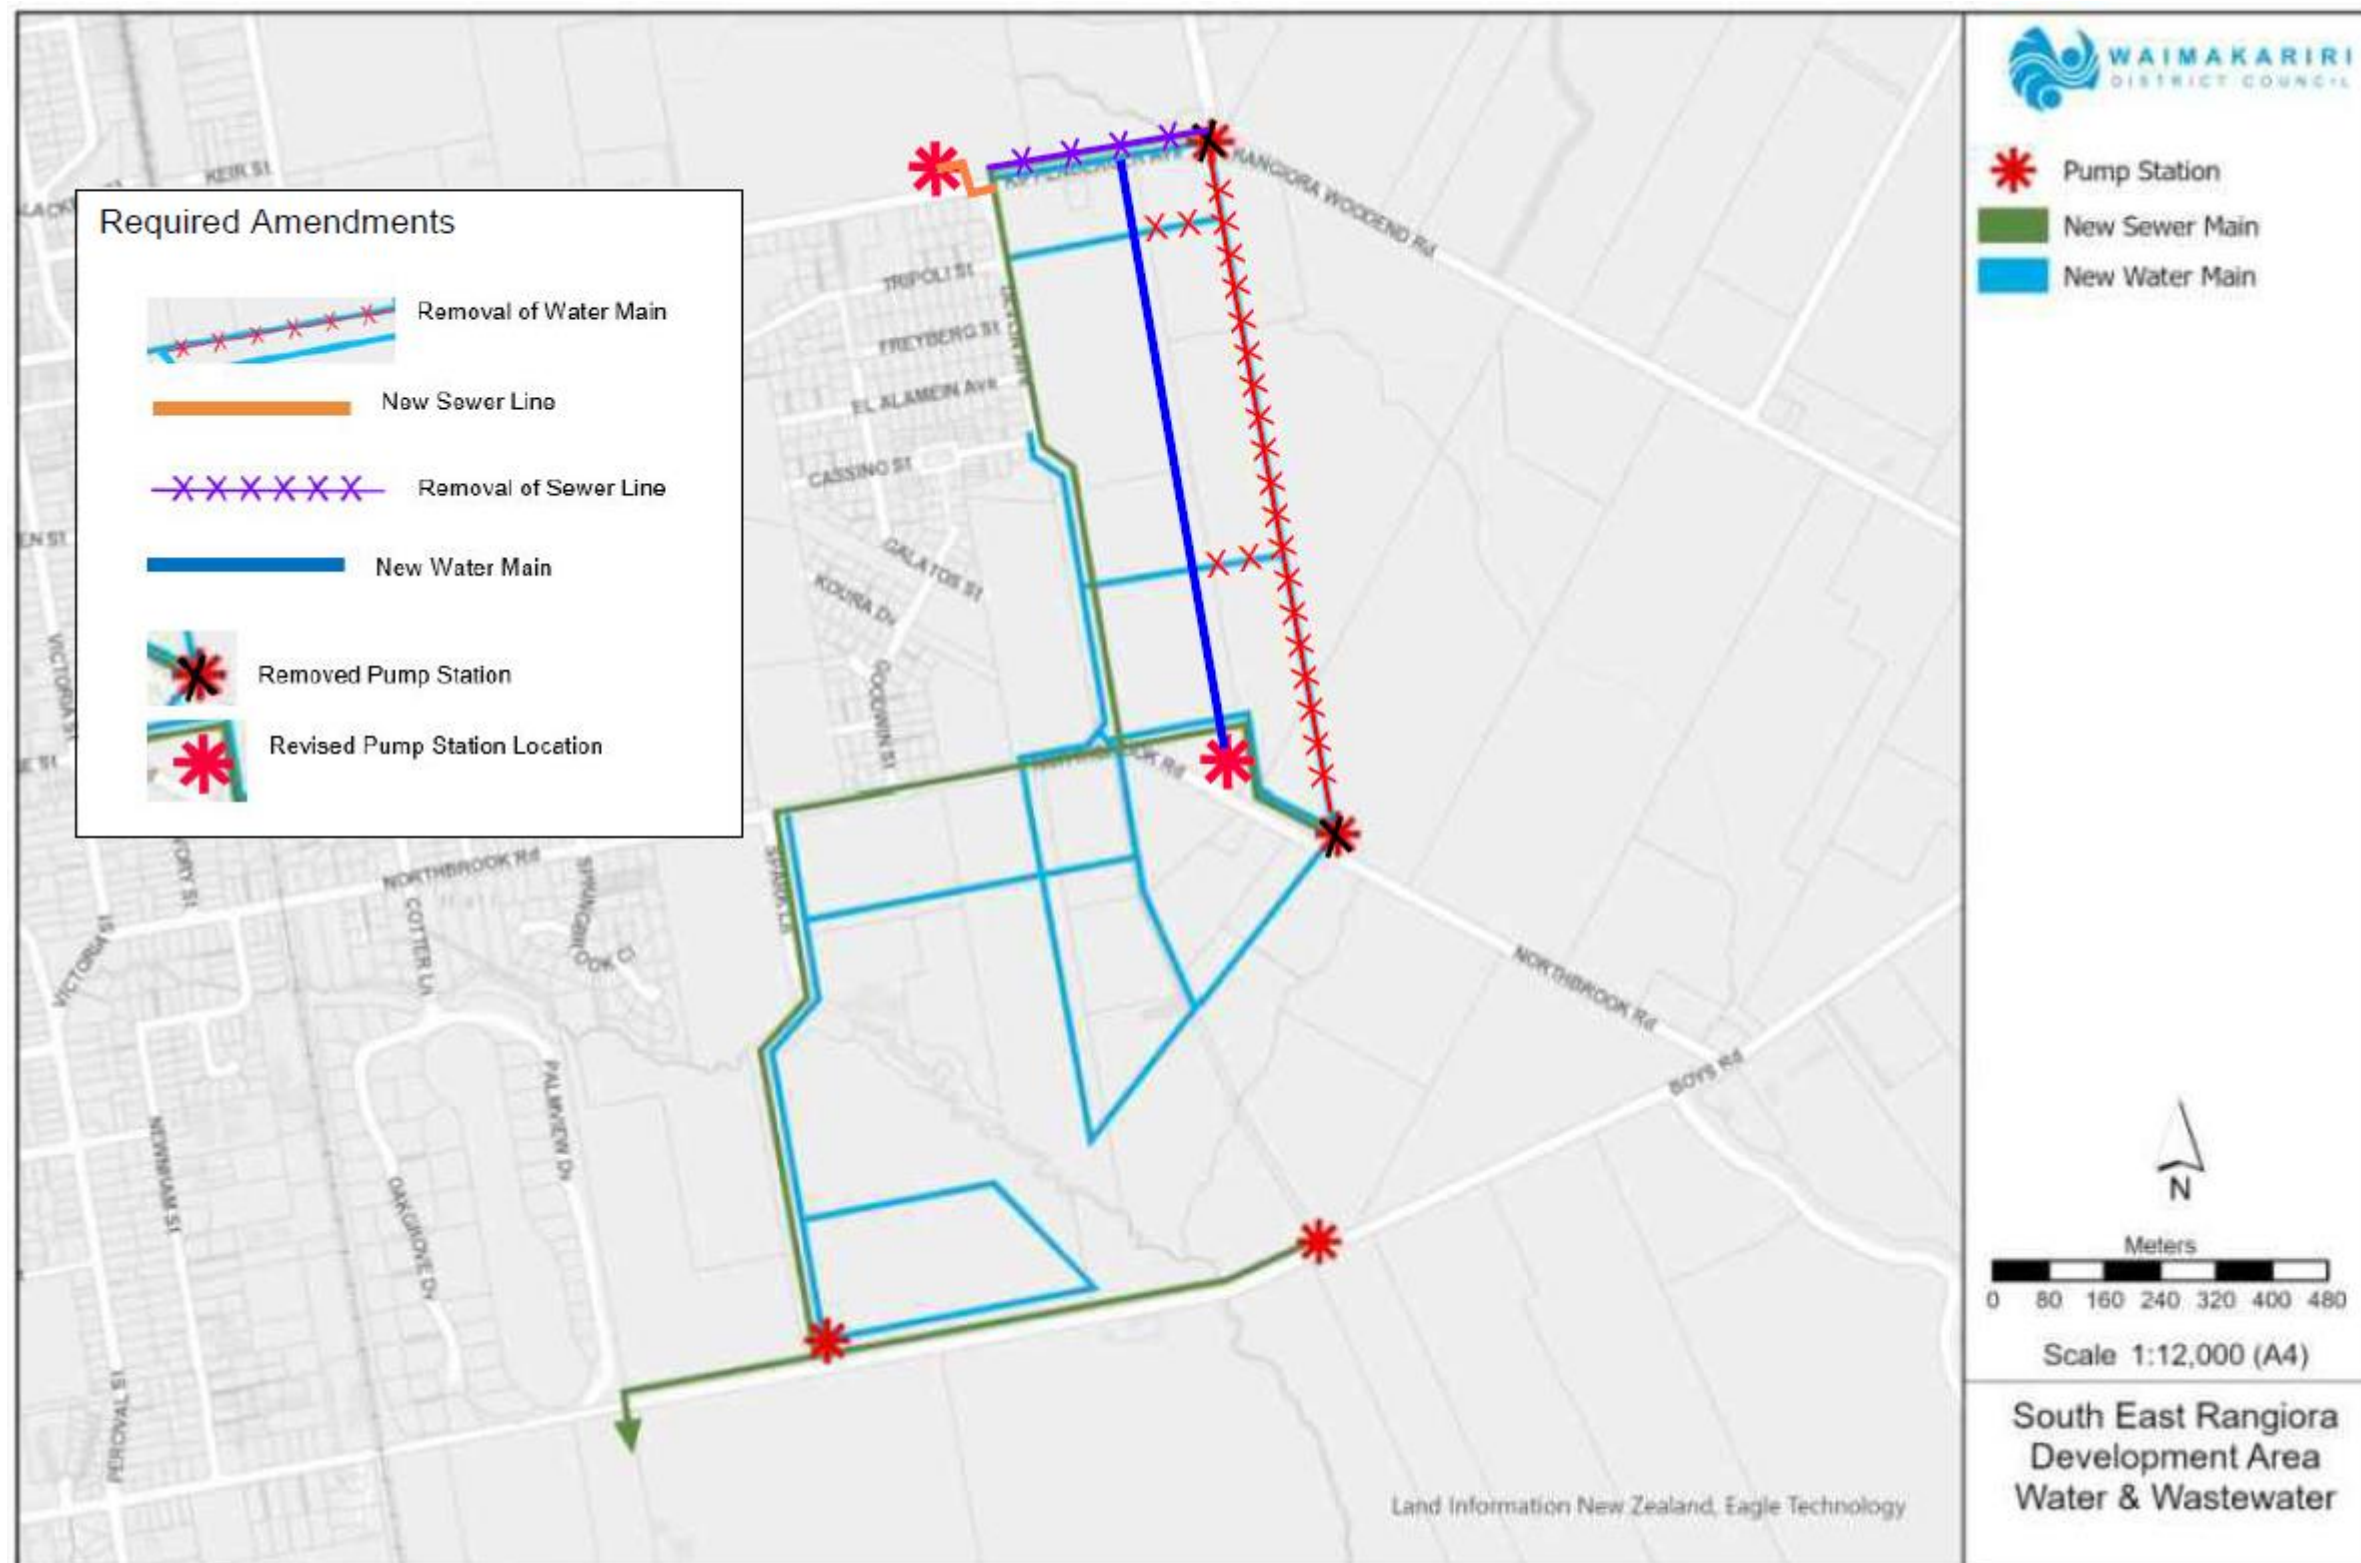 WAIMAKARIRI
DISTRICT COUNCIL
Pump Station
New Sewer Main
New Water Main
Required Amendments
Removal of Water Main
New Sewer Line
Removal of Sewer Line
New Water Main
Removed Pump Station
Revised Pump Station Location
KEIR St
RANGIORA WOODEND Rd
TRIPOLI St
FREYBERG St
EL ALAMEIN Ave
CASSINO St
GALATOS St
KOURA Dr
GOODWIN St
VICTORIA St
NORTHBROOK Rd
SPARK Ln
COTTER Ln
VICTORIA St
PALMVIEW Dr
NEWNHAM St
OAKGROVE Dr
PERCIVAL St
NORTHBROOK Rd
BOYS Rd
N
Meters
0 80 160 240 320 400 480
Scale 1:12,000 (A4)
South East Rangiora
Development Area
Water & Wastewater
Land Information New Zealand, Eagle Technology